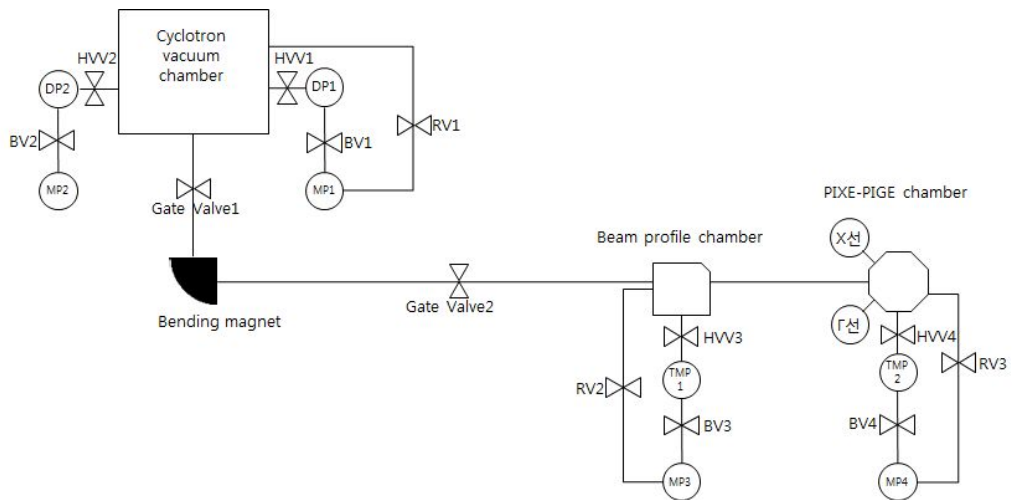 Cyclotron
vacuum
chamber
HVV2
HVV1
DP2
DP1
BV2
BV1
RV1
MP2
MP1
Gate Valve1
Bending magnet
Gate Valve2
Beam profile chamber
PIXE-PIGE chamber
X선
Γ선
HVV3
HVV4
TMP
1
TMP
2
RV2
RV3
BV3
BV4
MP3
MP4